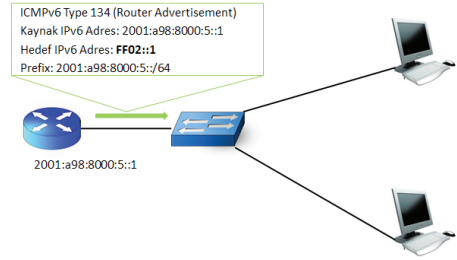 ICMPv6 Type 134 (Router Advertisement)
Kaynak IPv6 Adres: 2001:a98:8000:5::1
Hedef IPv6 Adres: FF02::1
Prefix: 2001:a98:8000:5::/64
2001:a98:8000:5::1